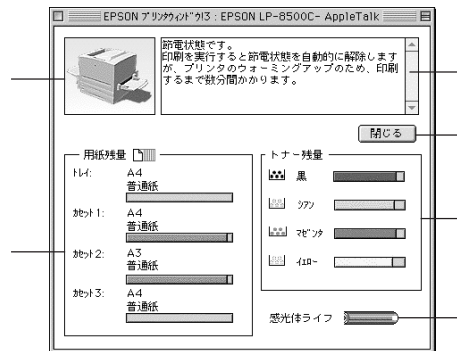 EPSON プリンタウィンドウ!3 : EPSON LP-8500C- AppleTalk
節電状態です。
印刷を実行すると節電状態を自動的に解除します
が、プリンタのウォーミングアップのため、印刷
するまで数分間かかります。
閉じる
用紙残量
トレイ: A4
普通紙
カセット1: A4
普通紙
カセット2: A3
普通紙
カセット3: A4
普通紙
トナー残量
黒
シアン
マゼンタ
イエロー
感光体ライフ